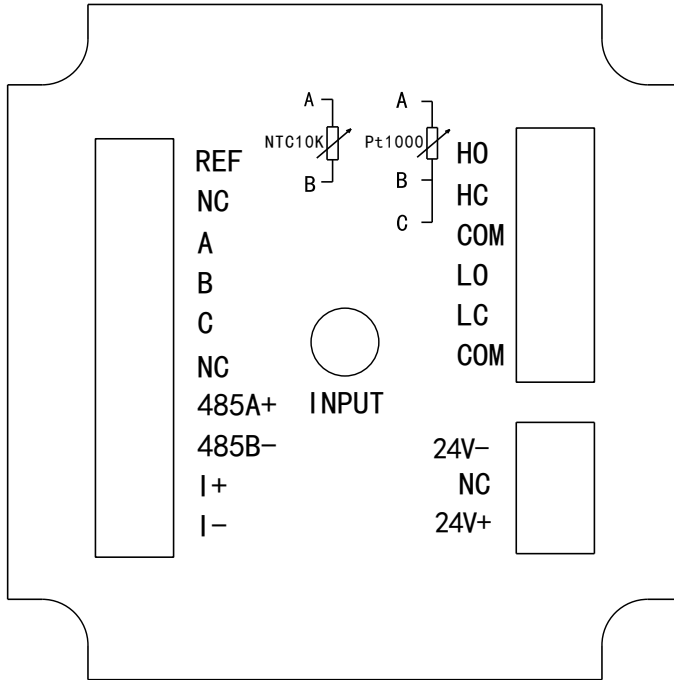 A
NTC10K
B
A
Pt1000
B
C
REF
NC
A
B
C
NC
485A+
485B-
I+
I-
INPUT
HO
HC
COM
LO
LC
COM
24V-
NC
24V+